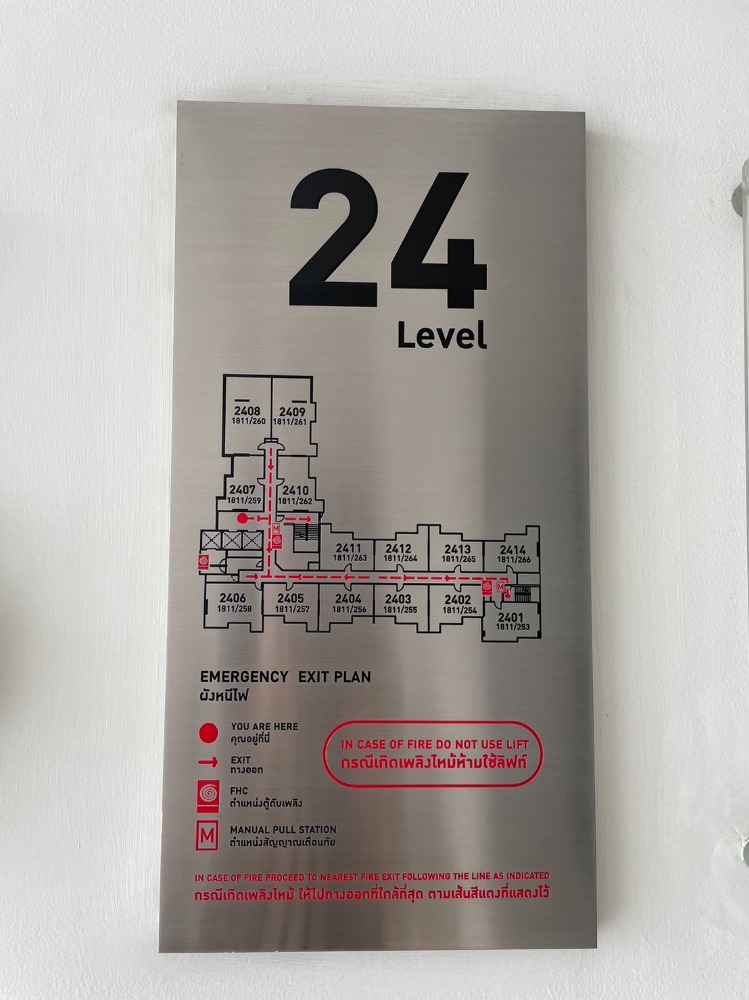 24
Level
2408
1811/260
2409
1811/261
2407
1811/259
2410
1811/262
M
2411
1811/263
2412
1811/264
2413
1811/265
2414
1811/266
2406
1811/258
2405
1811/257
2404
1811/256
2403
1811/255
2402
1811/254
M
2401
1811/253
EMERGENCY EXIT PLAN
ผังหนีไฟ
YOU ARE HERE
คุณอยู่ที่นี่
EXIT
ทางออก
FHC
ตำแหน่งตู้ดับเพลิง
M
MANUAL PULL STATION
ตำแหน่งสัญญาณเตือนภัย
IN CASE OF FIRE DO NOT USE LIFT
กรณีเกิดเพลิงไหม้ห้ามใช้ลิฟท์
IN CASE OF FIRE PROCEED TO NEAREST FIRE EXIT FOLLOWING THE LINE AS INDICATED
กรณีเกิดเพลิงไหม้ ให้ไปทางออกที่ใกล้ที่สุด ตามเส้นสีแดงที่แสดงไว้